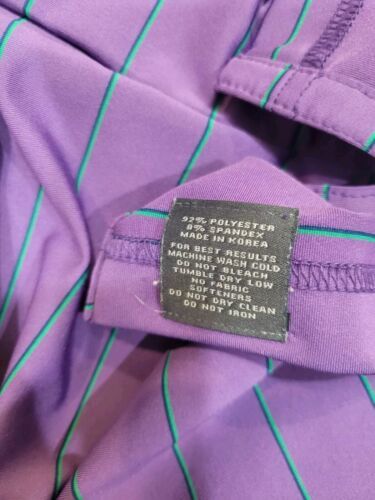 92% POLYESTER
8% SPANDEX
MADE IN KOREA
FOR BEST RESULTS
MACHINE WASH COLD
DO NOT BLEACH
TUMBLE DRY LOW
NO FABRIC
SOFTENERS
DO NOT DRY CLEAN
DO NOT IRON